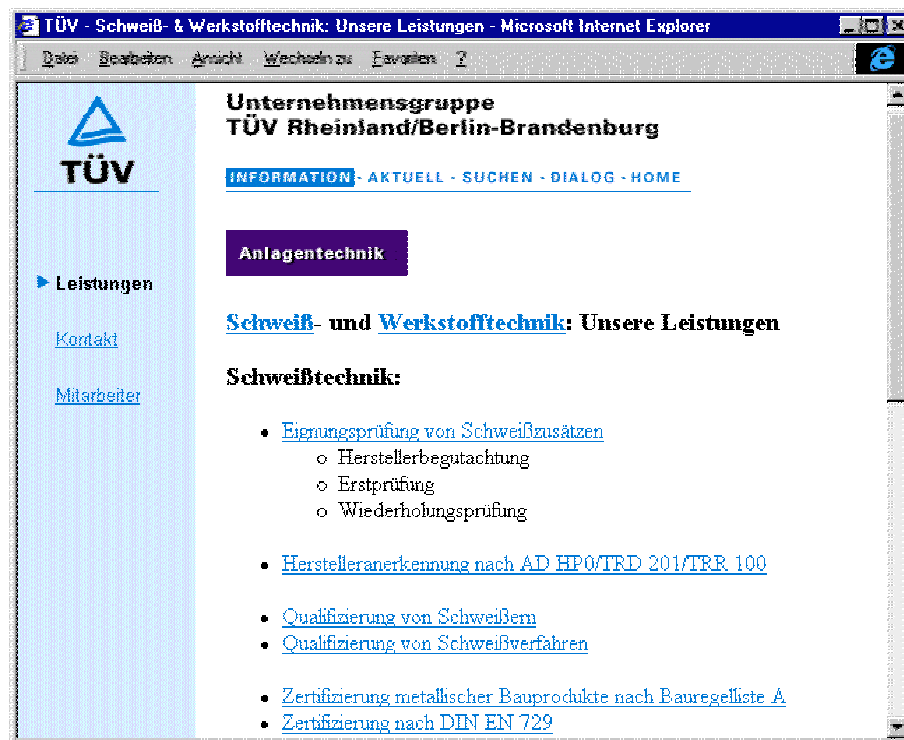 TÜV - Schweiß- & Werkstofftechnik: Unsere Leistungen - Microsoft Internet Explorer
Datei Bearbeiten Ansicht Wechseln zu Favoriten ?
TÜV
Unternehmensgruppe
TÜV Rheinland/Berlin-Brandenburg
INFORMATION - AKTUELL - SUCHEN - DIALOG - HOME
Anlagentechnik
Leistungen
Kontakt
Mitarbeiter
Schweiß- und Werkstofftechnik: Unsere Leistungen
Schweißtechnik:
Eignungsprüfung von Schweißzusätzen
Herstellerbegutachtung
Erstprüfung
Wiederholungsprüfung
Herstelleranerkennung nach AD HP0/TRD 201/TRR 100
Qualifizierung von Schweißern
Qualifizierung von Schweißverfahren
Zertifizierung metallischer Bauprodukte nach Bauregelliste A
Zertifizierung nach DIN EN 729